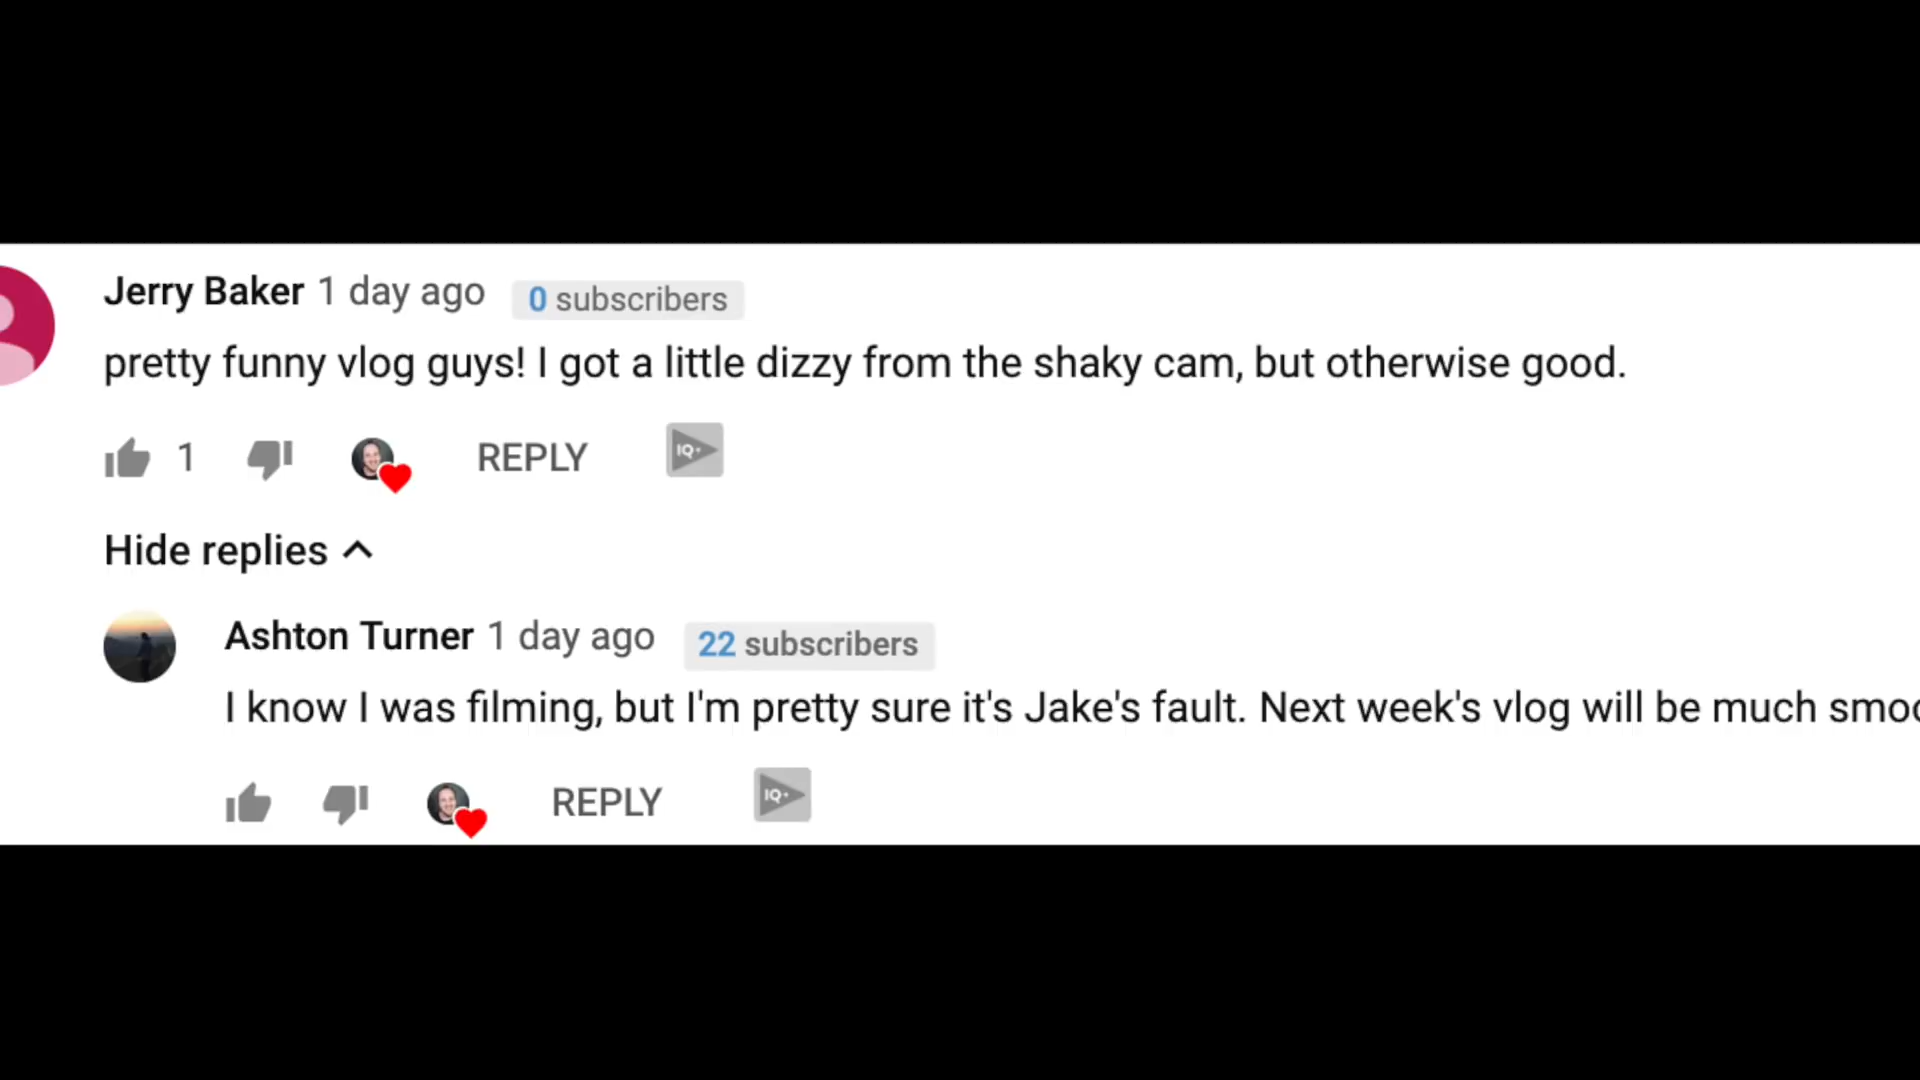 Jerry Baker 1 day ago 0 subscribers
pretty funny vlog guys! I got a little dizzy from the shaky cam, but otherwise good.
1 REPLY IQ+
Hide replies
Ashton Turner 1 day ago 22 subscribers
I know I was filming, but I'm pretty sure it's Jake's fault. Next week's vlog will be much
REPLY IQ+